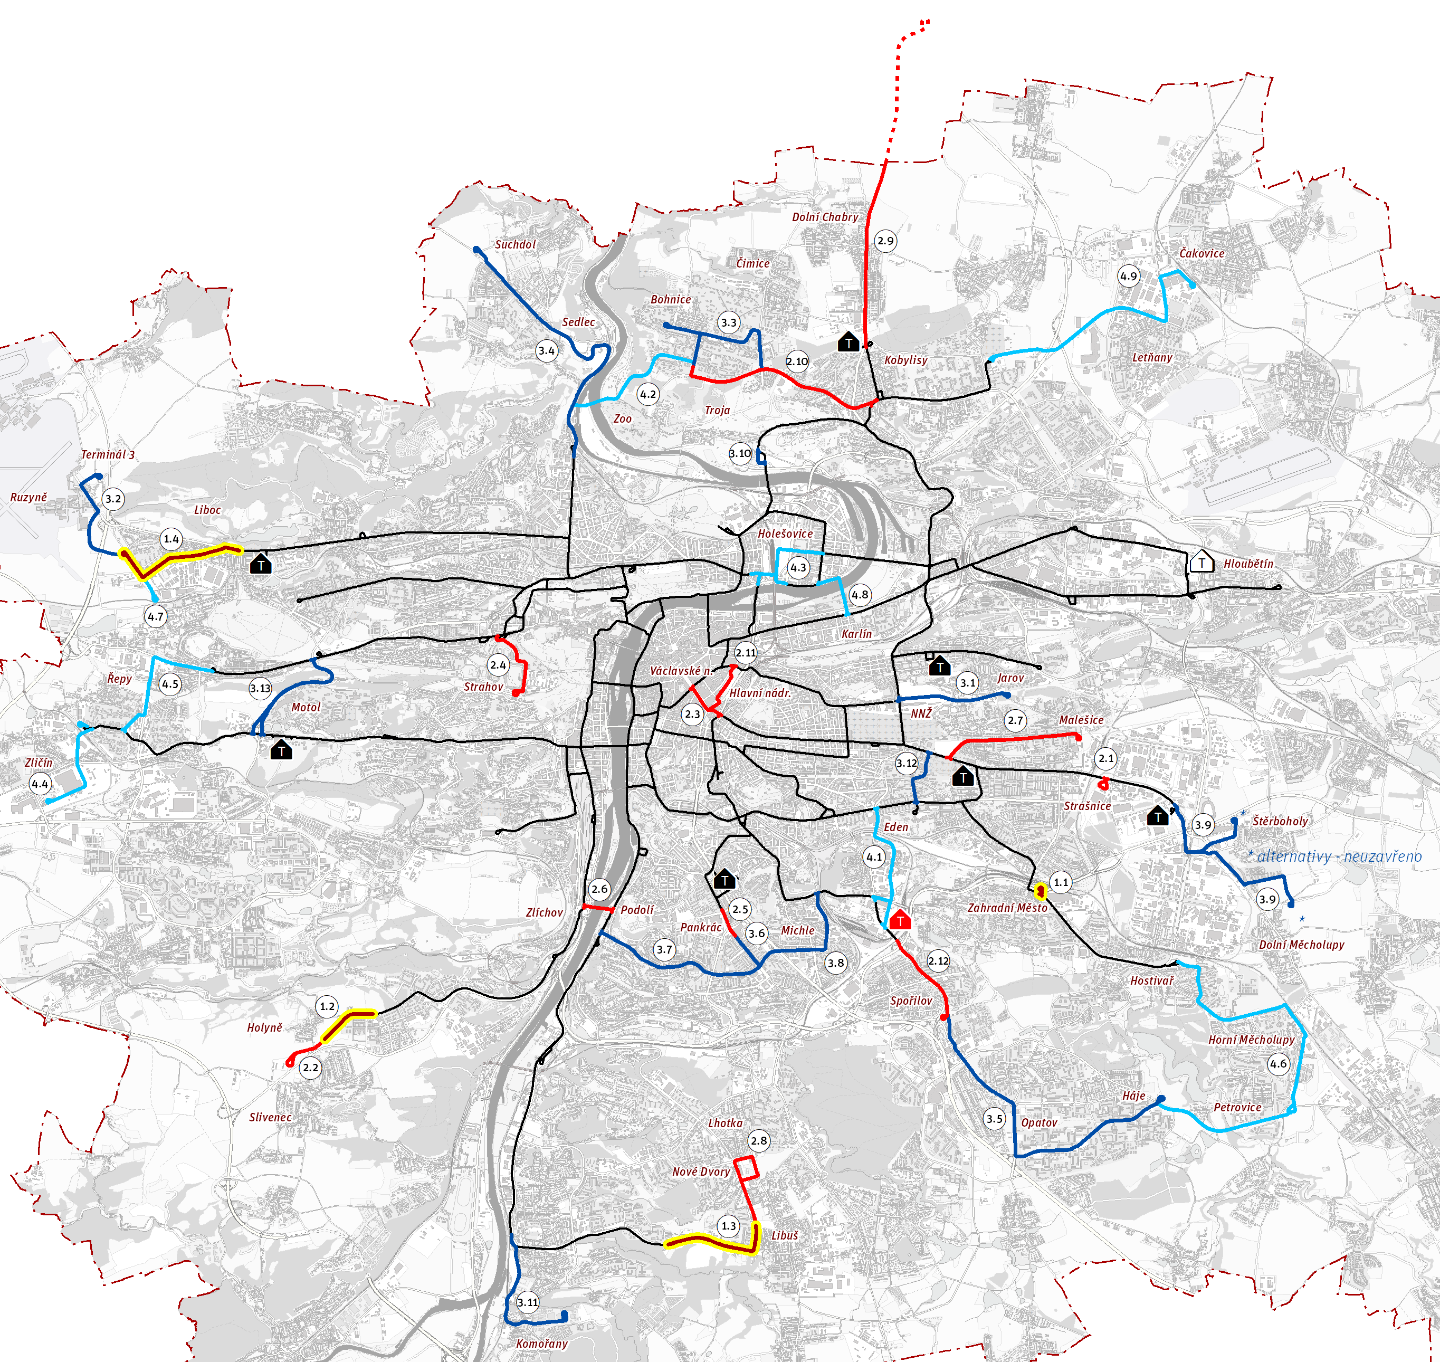 Dolní Chabry
2.9
Suchdol
Čakovice
Čimice
4.9
Bohnice
Sedlec
3.3
3.4
T
2.10
Kobylisy
Letňany
4.2
Troja
Zoo
Terminál 3
3.10
Ruzyně
3.2
Liboc
1.4
Holešovice
T
4.3
T
Hloubětín
4.7
4.8
Karlín
2.11
2.4
Václavské n.
T
Řepy
4.5
3.13
Strahov
Jarov
3.1
Hlavní nádr.
Motol
2.3
NNŽ
2.7
Malešice
T
Zličín
4.4
3.12
T
2.1
Strašnice
T
3.9
Štěrboholy
*
Eden
4.1
* alternativy - neuzavřeno
T
1.1
2.6
3.9
Zlíchov
Podolí
2.5
Zahradní Město
*
Pankrác
3.6
Michle
T
3.7
3.8
2.12
Dolní Měcholupy
Hostivař
Spořilov
1.2
Holyně
Horní Měcholupy
2.2
4.6
Háje
Slivenec
3.5
Opatov
Petrovice
Lhotka
2.8
Nové Dvory
1.3
Libuš
3.11
Komořany